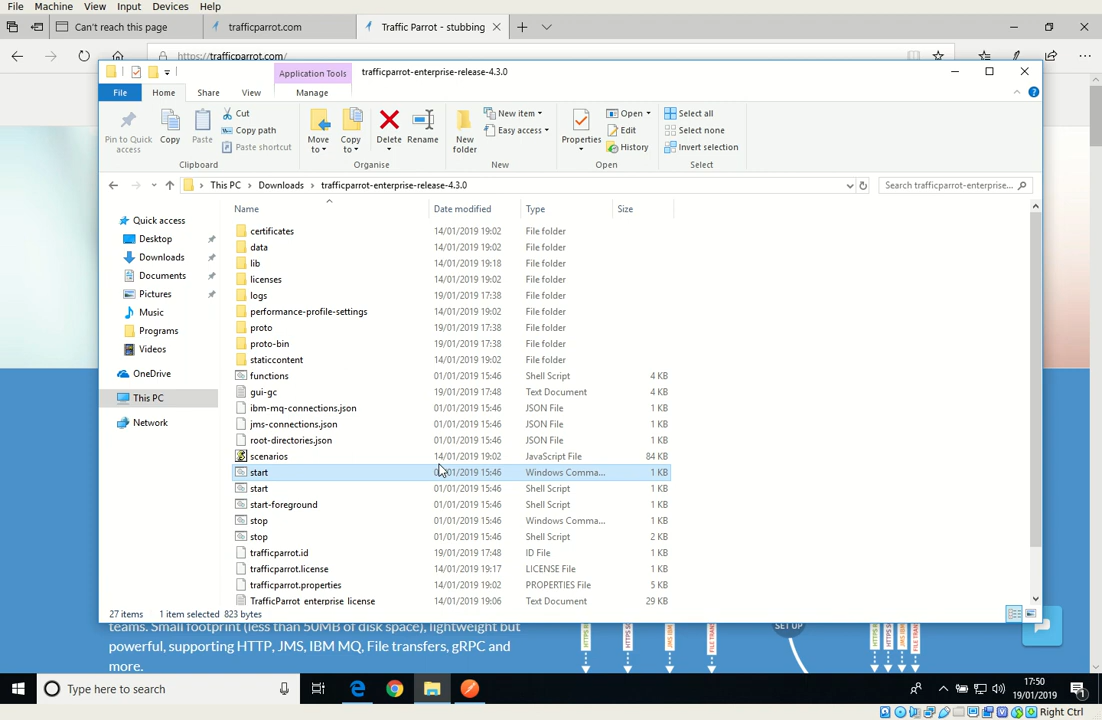 File Machine View Input Devices Help
Can't reach this page
trafficparrot.com
Traffic Parrot - stubbing
https://trafficparrot.com/
Application Tools
trafficparrot-enterprise-release-4.3.0
File Home Share View Manage
Pin to Quick access
Copy
Paste
Cut
Copy path
Paste shortcut
Move to
Copy to
Delete
Rename
New folder
New item
Easy access
Properties
Open
Edit
History
Select all
Select none
Invert selection
Clipboard Organise New Open Select
This PC > Downloads > trafficparrot-enterprise-release-4.3.0
Search trafficparrot-enterprise...
Quick access
Desktop
Downloads
Documents
Pictures
Music
Programs
Videos
OneDrive
This PC
Network
Name Date modified Type Size
certificates 14/01/2019 19:02 File folder
data 14/01/2019 19:02 File folder
lib 14/01/2019 19:18 File folder
licenses 14/01/2019 19:02 File folder
logs 19/01/2019 17:38 File folder
performance-profile-settings 14/01/2019 19:02 File folder
proto 19/01/2019 17:38 File folder
proto-bin 19/01/2019 17:38 File folder
staticcontent 14/01/2019 19:02 File folder
functions 01/01/2019 15:46 Shell Script 4 KB
gui-gc 19/01/2019 17:48 Text Document 4 KB
ibm-mq-connections.json 01/01/2019 15:46 JSON File 1 KB
jms-connections.json 01/01/2019 15:46 JSON File 1 KB
root-directories.json 01/01/2019 15:46 JSON File 1 KB
scenarios 14/01/2019 19:02 JavaScript File 84 KB
start 01/01/2019 15:46 Windows Comma... 1 KB
start 01/01/2019 15:46 Shell Script 1 KB
start-foreground 01/01/2019 15:46 Shell Script 1 KB
stop 01/01/2019 15:46 Windows Comma... 1 KB
stop 01/01/2019 15:46 Shell Script 2 KB
trafficparrot.id 19/01/2019 17:48 ID File 1 KB
trafficparrot.license 14/01/2019 19:17 LICENSE File 1 KB
trafficparrot.properties 14/01/2019 19:02 PROPERTIES File 5 KB
TrafficParrot enterprise license 14/01/2019 19:06 Text Document 29 KB
27 items 1 item selected 823 bytes
teams. Small footprint (less than 50MB of disk space), lightweight but
powerful, supporting HTTP, JMS, IBM MQ, File transfers, gRPC and
more.
SET UP
Type here to search
17:50
19/01/2019
Right Ctrl